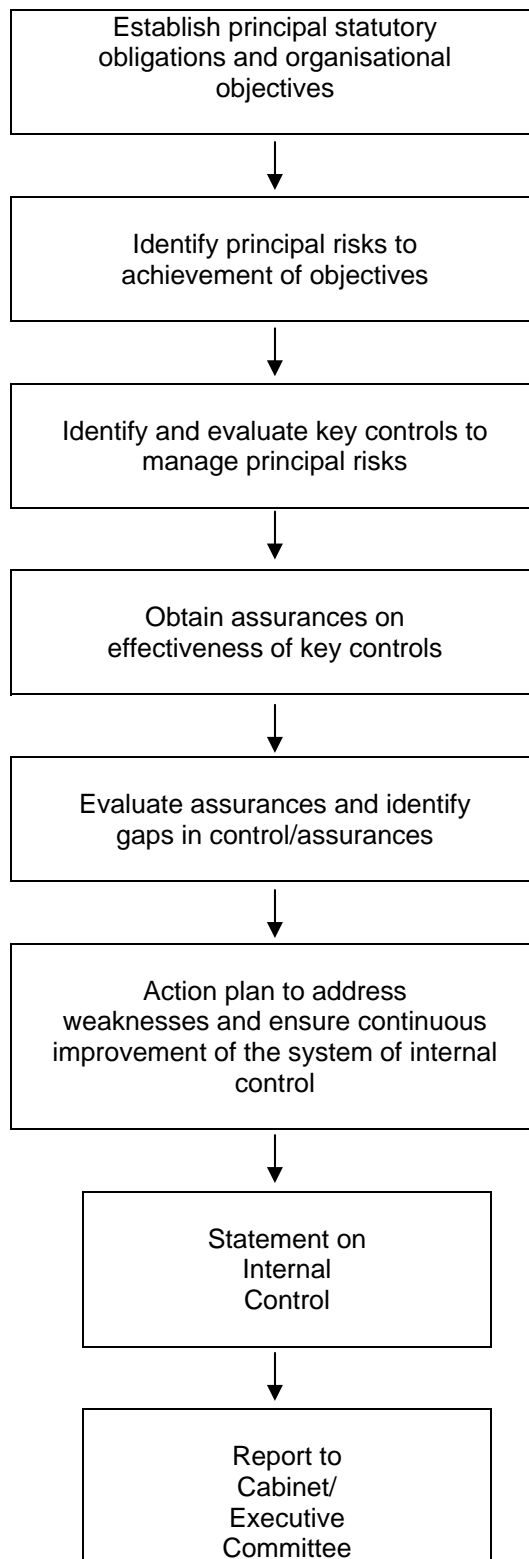 Establish principal statutory
obligations and organisational
objectives
Identify principal risks to
achievement of objectives
Identify and evaluate key controls to
manage principal risks
Obtain assurances on
effectiveness of key controls
Evaluate assurances and identify
gaps in control/assurances
Action plan to address
weaknesses and ensure continuous
improvement of the system of internal
control
Statement on
Internal
Control
Report to
Cabinet/
Executive
Committee